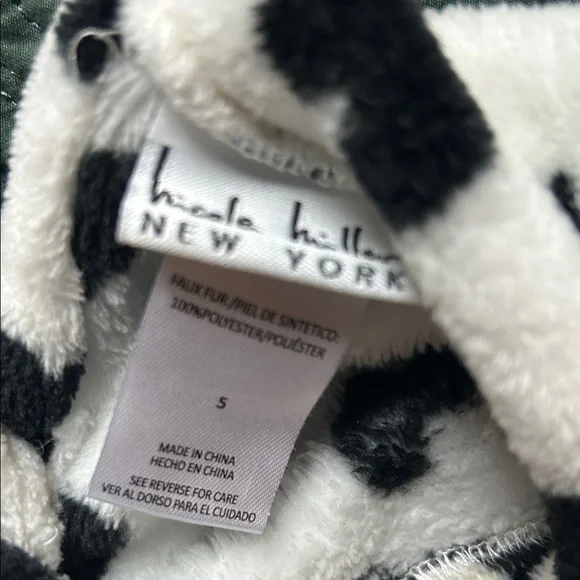 nicole miller
NEW YORK
FAUX FUR/PIEL DE SINTETICO:
100%POLYESTER/POLIÉSTER
5
MADE IN CHINA
HECHO EN CHINA
SEE REVERSE FOR CARE
VER AL DORSO PARA EL CUIDADO